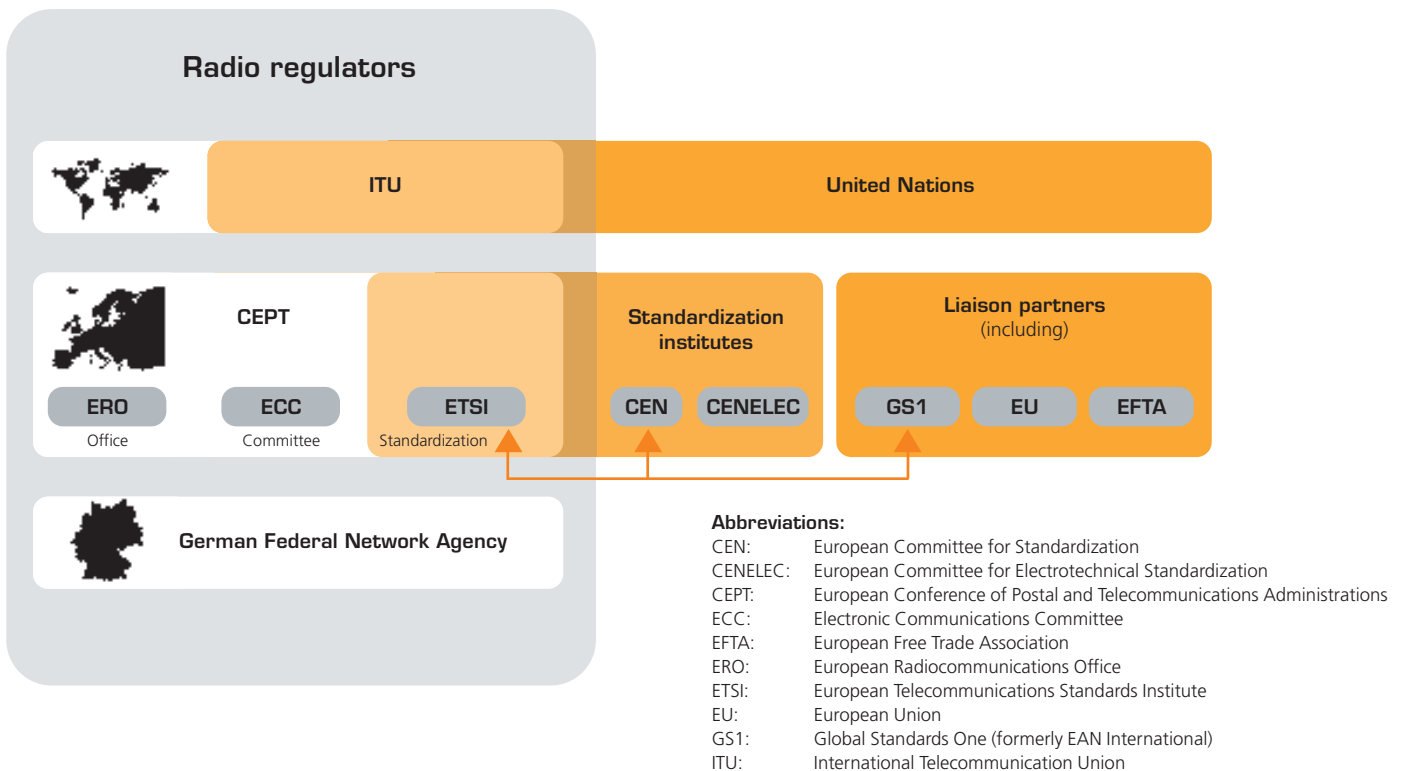 Radio regulators
ITU
United Nations
CEPT
Standardization
institutes
Liaison partners
(including)
ERO
ECC
ETSI
CEN
CENELEC
GS1
EU
EFTA
Office
Committee
Standardization
German Federal Network Agency
Abbreviations:
CEN: European Committee for Standardization
CENELEC: European Committee for Electrotechnical Standardization
CEPT: European Conference of Postal and Telecommunications Administrations
ECC: Electronic Communications Committee
EFTA: European Free Trade Association
ERO: European Radiocommunications Office
ETSI: European Telecommunications Standards Institute
EU: European Union
GS1: Global Standards One (formerly EAN International)
ITU: International Telecommunication Union